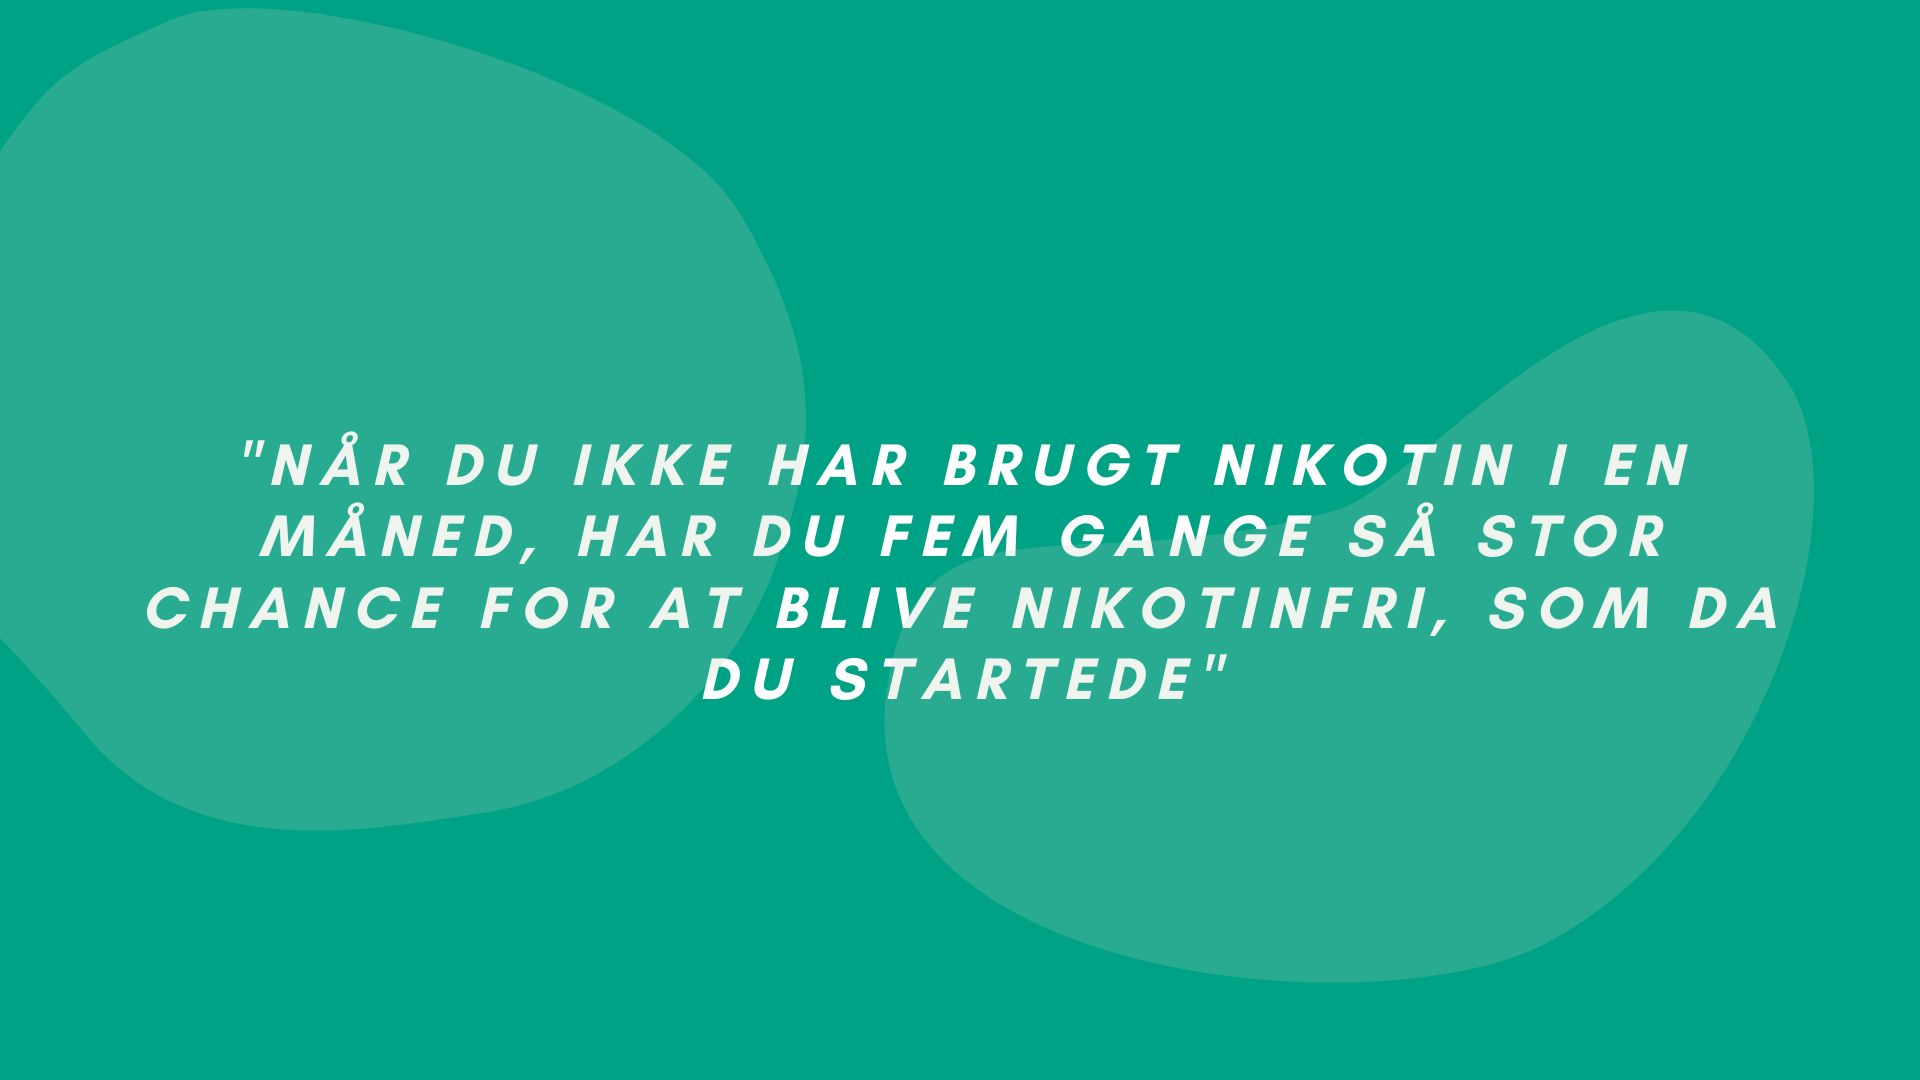 "NÅR DU IKKE HAR BRUGT NIKOTIN I EN
MÅNED, HAR DU FEM GANGE SÅ STOR
CHANCE FOR AT BLIVE NIKOTINFRI, SOM DA
DU STARTEDE"